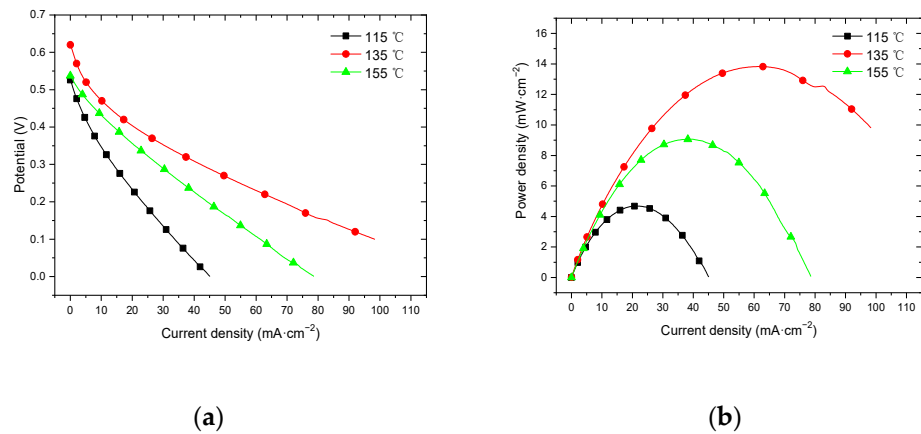 0.7
0.6
0.5
0.4
0.3
0.2
0.1
0.0
Potential (V)
0 10 20 30 40 50 60 70 80 90 100 110
Current density (mA·cm⁻²)
115 ℃
135 ℃
155 ℃
(a)
16
14
12
10
8
6
4
2
0
Power density (mW·cm⁻²)
0 10 20 30 40 50 60 70 80 90 100 110
Current density (mA·cm⁻²)
115 ℃
135 ℃
155 ℃
(b)